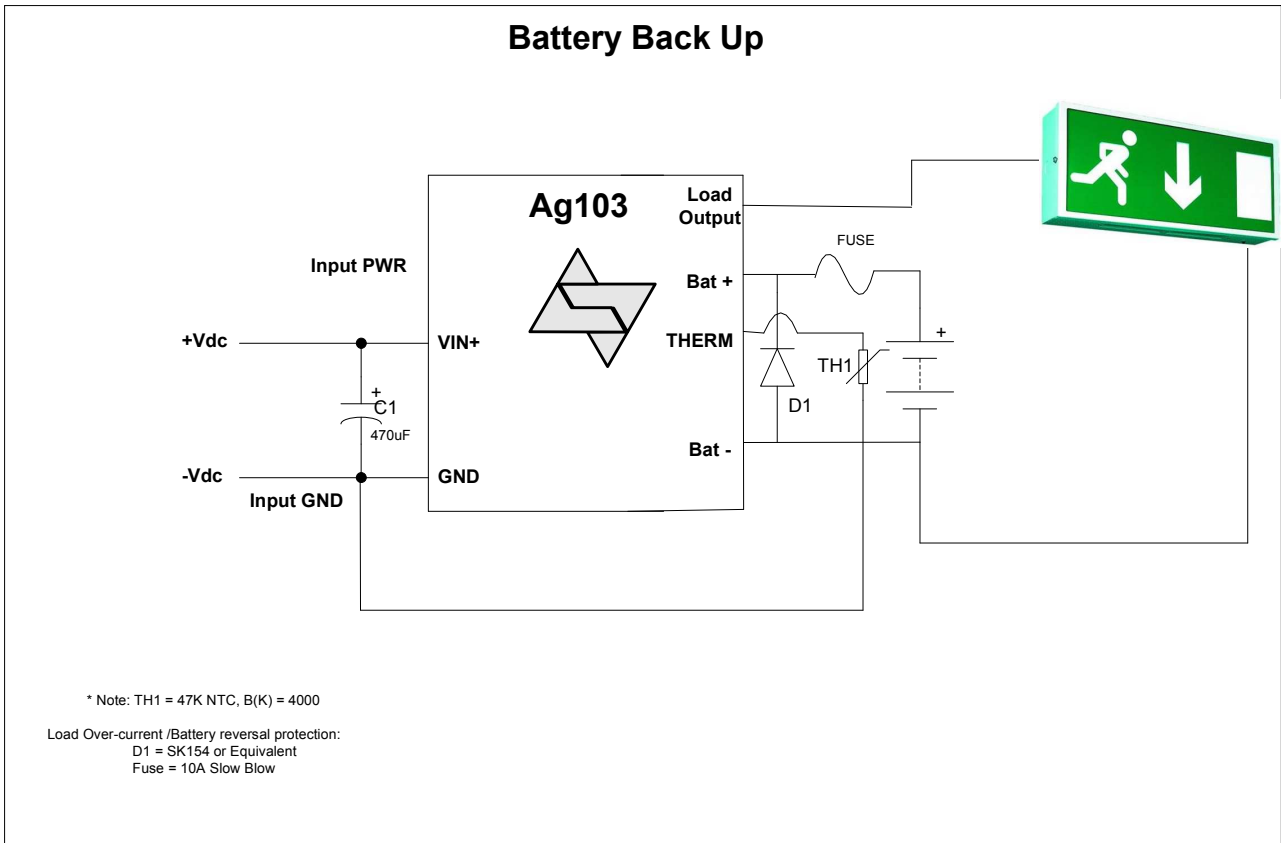 Battery Back Up
Ag103
Load
Output
FUSE
Input PWR
Bat +
+Vdc
VIN+
THERM
+
TH1
+
C1
470uF
D1
Bat -
-Vdc
GND
Input GND
* Note: TH1 = 47K NTC, B(K) = 4000
Load Over-current /Battery reversal protection:
D1 = SK154 or Equivalent
Fuse = 10A Slow Blow